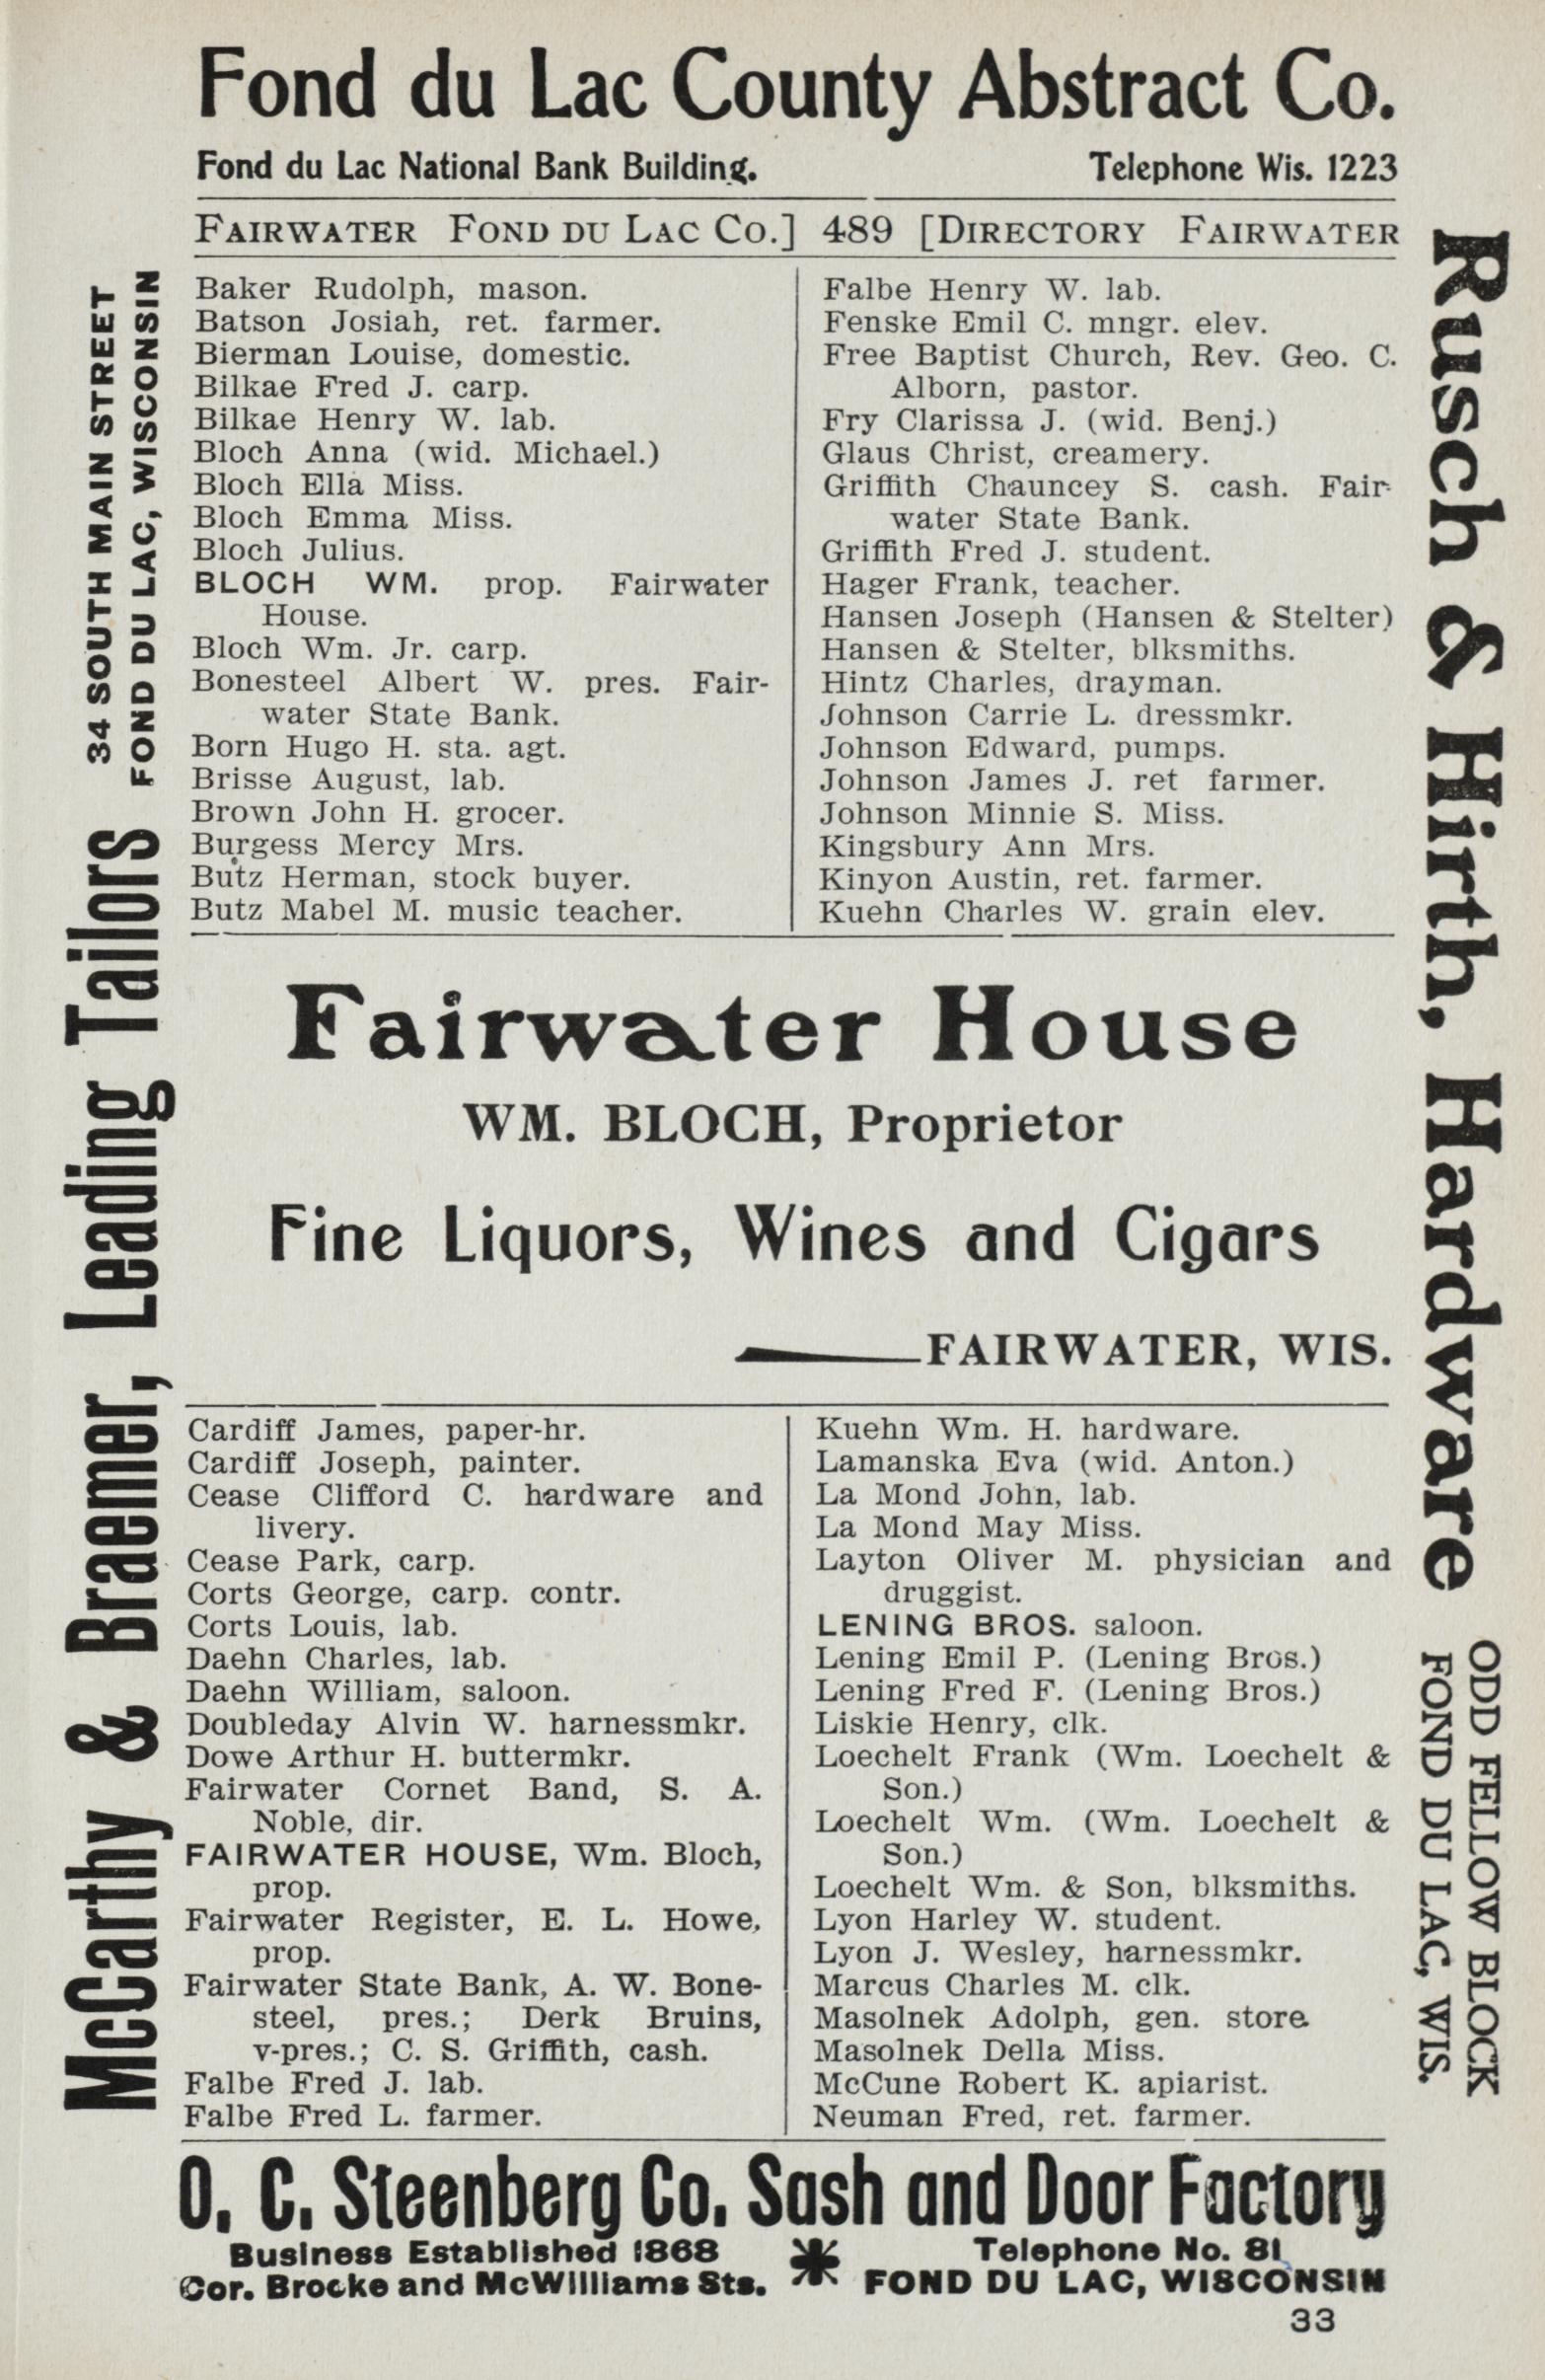 Fond du Lac County Abstract Co.
Fond du Lac National Bank Building. Telephone Wis. 1223
FAIRWATER FOND DU LAC CO.] 489 [DIRECTORY FAIRWATER
Baker Rudolph, mason.
Batson Josiah, ret. farmer.
Bierman Louise, domestic.
Bilkae Fred J. carp.
Bilkae Henry W. lab.
Bloch Anna (wid. Michael.)
Bloch Ella Miss.
Bloch Emma Miss.
Bloch Julius.
BLOCH WM. prop. Fairwater
House.
Bloch Wm. Jr. carp.
Bonesteel Albert W. pres. Fair-
water State Bank.
Born Hugo H. sta. agt.
Brisse August, lab.
Brown John H. grocer.
Burgess Mercy Mrs.
Butz Herman, stock buyer.
Butz Mabel M. music teacher.
Falbe Henry W. lab.
Fenske Emil C. mngr. elev.
Free Baptist Church, Rev. Geo. C.
Alborn, pastor.
Fry Clarissa J. (wid. Benj.)
Glaus Christ, creamery.
Griffith Chauncey S. cash. Fair-
water State Bank.
Griffith Fred J. student.
Hager Frank, teacher.
Hansen Joseph (Hansen & Stelter)
Hansen & Stelter, blksmiths.
Hintz Charles, drayman.
Johnson Carrie L. dressmkr.
Johnson Edward, pumps.
Johnson James J. ret farmer.
Johnson Minnie S. Miss.
Kingsbury Ann Mrs.
Kinyon Austin, ret. farmer.
Kuehn Charles W. grain elev.
Fairwater House
WM. BLOCH, Proprietor
Fine Liquors, Wines and Cigars
FAIRWATER, WIS.
Cardiff James, paper-hr.
Cardiff Joseph, painter.
Cease Clifford C. hardware and
livery.
Cease Park, carp.
Corts George, carp. contr.
Corts Louis, lab.
Daehn Charles, lab.
Daehn William, saloon.
Doubleday Alvin W. harnessmkr.
Dowe Arthur H. buttermkr.
Fairwater Cornet Band, S. A.
Noble, dir.
FAIRWATER HOUSE, Wm. Bloch,
prop.
Fairwater Register, E. L. Howe,
prop.
Fairwater State Bank, A. W. Bone-
steel, pres.; Derk Bruins,
v-pres.; C. S. Griffith, cash.
Falbe Fred J. lab.
Falbe Fred L. farmer.
Kuehn Wm. H. hardware.
Lamanska Eva (wid. Anton.)
La Mond John, lab.
La Mond May Miss.
Layton Oliver M. physician and
druggist.
LENING BROS. saloon.
Lening Emil P. (Lening Bros.)
Lening Fred F. (Lening Bros.)
Liskie Henry, clk.
Loechelt Frank (Wm. Loechelt &
Son.)
Loechelt Wm. (Wm. Loechelt &
Son.)
Loechelt Wm. & Son, blksmiths.
Lyon Harley W. student.
Lyon J. Wesley, harnessmkr.
Marcus Charles M. clk.
Masolnek Adolph, gen. store
Masolnek Della Miss.
McCune Robert K. apiarist.
Neuman Fred, ret. farmer.
McCarthy & Braemer, Leading Tailors
34 SOUTH MAIN STREET
FOND DU LAC, WISCONSIN
Rusch & Hirth, Hardware
ODD FELLOW BLOCK
FOND DU LAC, WIS.
O. C. Steenberg Co. Sash and Door Factory
Business Established 1868 * Telephone No. 81
Cor. Brocke and McWilliams Sts. FOND DU LAC, WISCONSIN
33